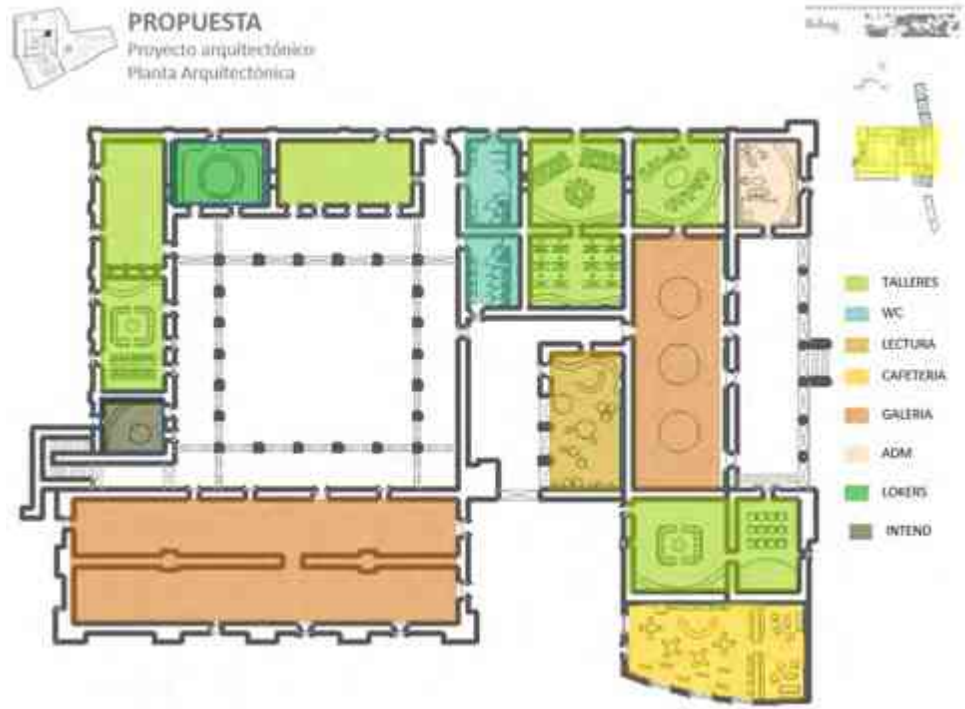 PROPUESTA
Proyecto arquitectónico
Planta Arquitectónica
TALLERES
WC
LECTURA
CAFETERIA
GALERIA
ADM
LOKERS
INTEND